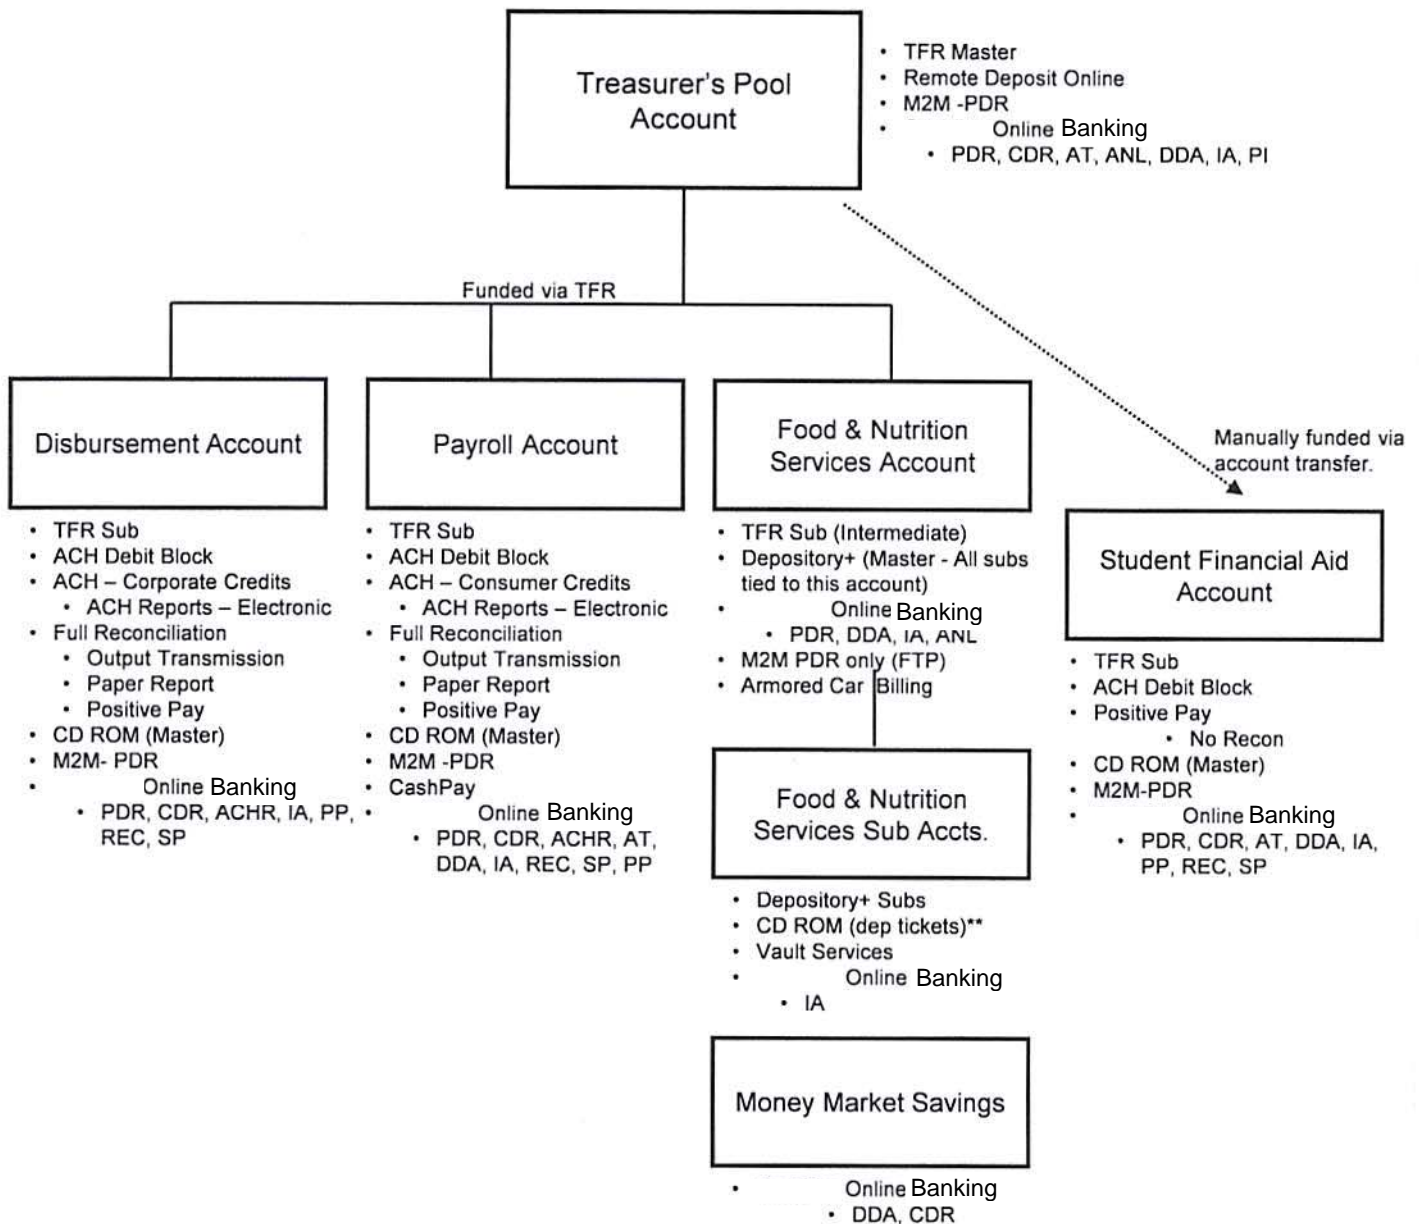 Treasurer's Pool
Account
• TFR Master
• Remote Deposit Online
• M2M -PDR
• Online Banking
• PDR, CDR, AT, ANL, DDA, IA, PI
Funded via TFR
Manually funded via
account transfer.
Disbursement Account
• TFR Sub
• ACH Debit Block
• ACH – Corporate Credits
• ACH Reports – Electronic
• Full Reconciliation
• Output Transmission
• Paper Report
• Positive Pay
• CD ROM (Master)
• M2M- PDR
• Online Banking
• PDR, CDR, ACHR, IA, PP,
REC, SP
Payroll Account
• TFR Sub
• ACH Debit Block
• ACH – Consumer Credits
• ACH Reports – Electronic
• Full Reconciliation
• Output Transmission
• Paper Report
• Positive Pay
• CD ROM (Master)
• M2M -PDR
• CashPay
• Online Banking
• PDR, CDR, ACHR, AT,
DDA, IA, REC, SP, PP
Food & Nutrition
Services Account
• TFR Sub (Intermediate)
• Depository+ (Master - All subs
tied to this account)
• Online Banking
• PDR, DDA, IA, ANL
• M2M PDR only (FTP)
• Armored Car Billing
Food & Nutrition
Services Sub Accts.
• Depository+ Subs
• CD ROM (dep tickets)**
• Vault Services
• Online Banking
• IA
Money Market Savings
• Online Banking
• DDA, CDR
Student Financial Aid
Account
• TFR Sub
• ACH Debit Block
• Positive Pay
• No Recon
• CD ROM (Master)
• M2M-PDR
• Online Banking
• PDR, CDR, AT, DDA, IA,
PP, REC, SP